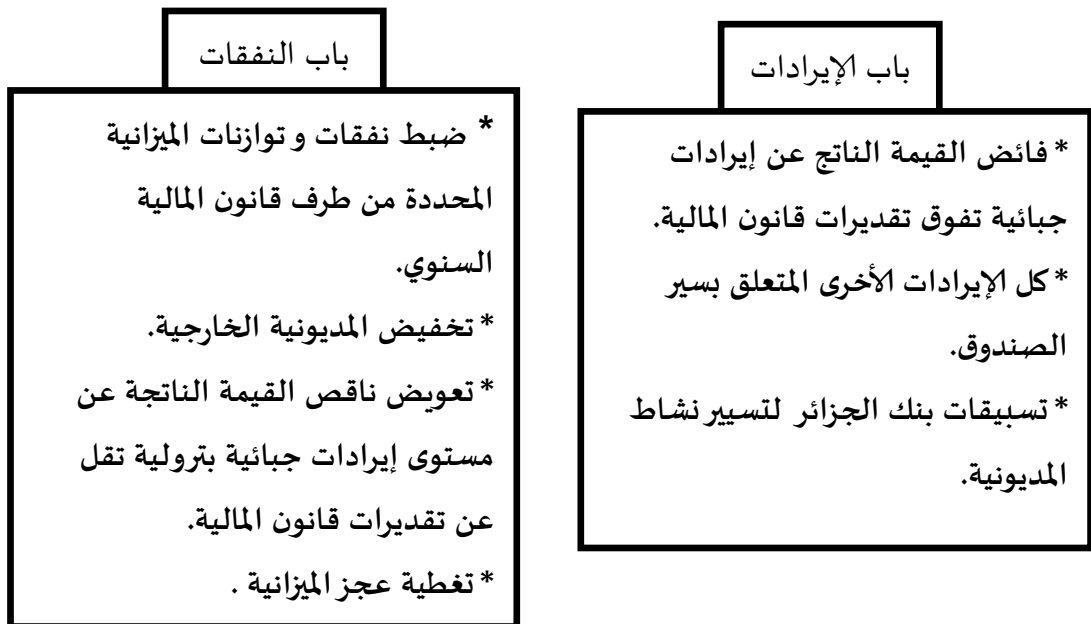 باب الإيرادات
* فائض القيمة الناتج عن إيرادات
جبائية تفوق تقديرات قانون المالية.
* كل الإيرادات الأخرى المتعلق بسير
الصندوق.
* تسبيقات بنك الجزائر لتسيير نشاط
المديونية.
باب النفقات
* ضبط نفقات و توازنات الميزانية
المحددة من طرف قانون المالية
السنوي.
* تخفيض المديونية الخارجية.
* تعويض ناقص القيمة الناتجة عن
مستوى إيرادات جبائية بترولية تقل
عن تقديرات قانون المالية.
* تغطية عجز الميزانية .